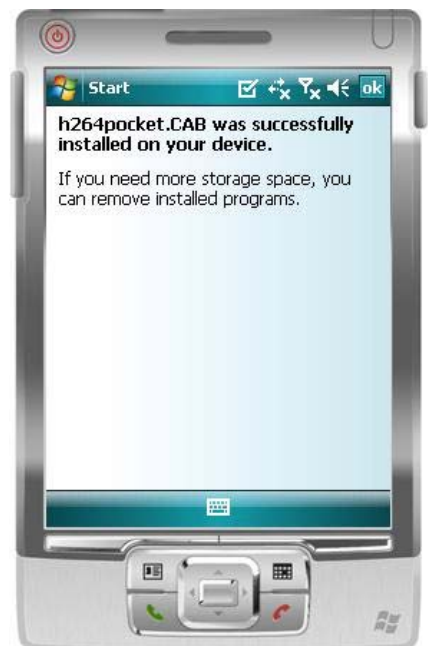 Start
ok
h264pocket.CAB was successfully
installed on your device.
If you need more storage space, you
can remove installed programs.